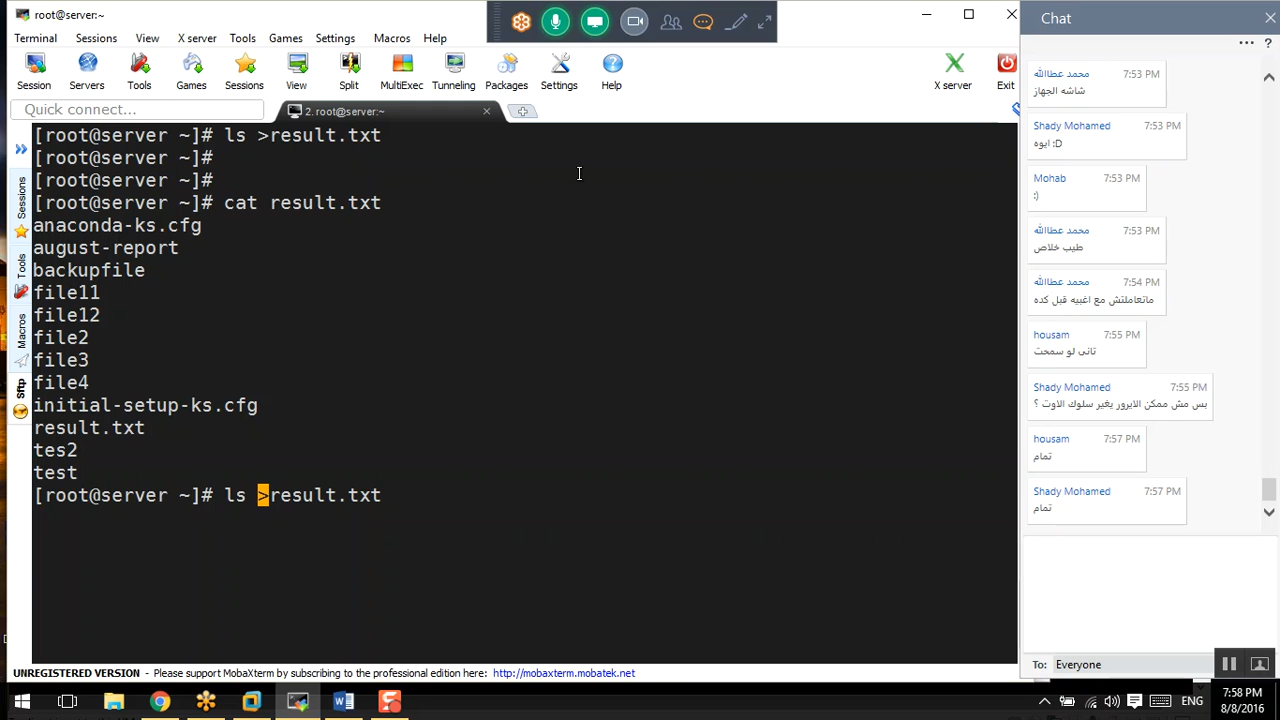 root@server:~
Terminal Sessions View X server Tools Games Settings Macros Help
Session Servers Tools Games Sessions View Split MultiExec Tunneling Packages Settings Help X server Exit
Quick connect...
2. root@server:~
[root@server ~]# ls >result.txt
[root@server ~]#
[root@server ~]#
[root@server ~]# cat result.txt
anaconda-ks.cfg
august-report
backupfile
file11
file12
file2
file3
file4
initial-setup-ks.cfg
result.txt
tes2
test
[root@server ~]# ls >result.txt
Sessions
Tools
Macros
Sftp
UNREGISTERED VERSION - Please support MobaXterm by subscribing to the professional edition here: http://mobaxterm.mobatek.net
Chat
... ?
محمد عطاالله 7:53 PM
شاشه الجهاز
Shady Mohamed 7:53 PM
ايوه :D
Mohab 7:53 PM
:)
محمد عطاالله 7:53 PM
طيب خلاص
محمد عطاالله 7:54 PM
ماتعاملتش مع اغبيه قبل كده
housam 7:55 PM
تانى لو سمحت
Shady Mohamed 7:55 PM
بس مش ممكن الايرور يغير سلوك الاوت ؟
housam 7:57 PM
تمام
Shady Mohamed 7:57 PM
تمام
To: Everyone
ENG
7:58 PM
8/8/2016